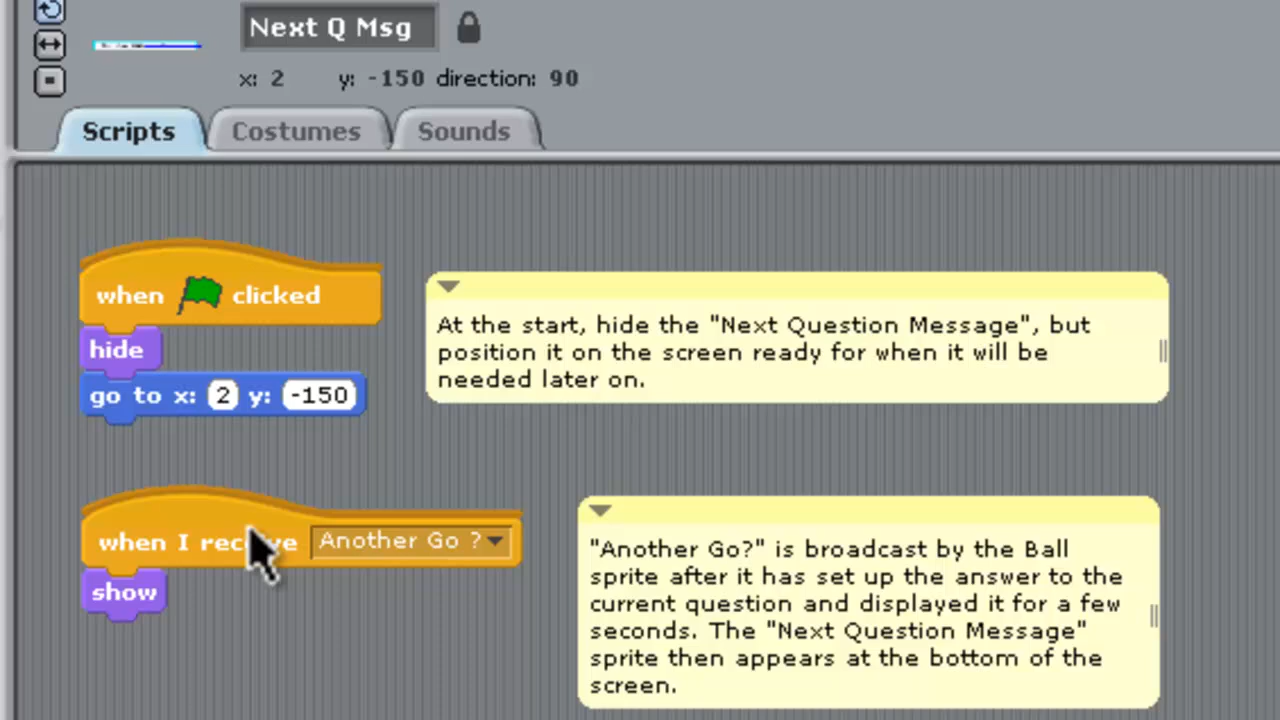 Next Q Msg
x: 2 y: -150 direction: 90
Scripts Costumes Sounds
when clicked
hide
go to x: 2 y: -150
At the start, hide the "Next Question Message", but
position it on the screen ready for when it will be
needed later on.
when I receive Another Go ?
show
"Another Go?" is broadcast by the Ball
sprite after it has set up the answer to the
current question and displayed it for a few
seconds. The "Next Question Message"
sprite then appears at the bottom of the
screen.